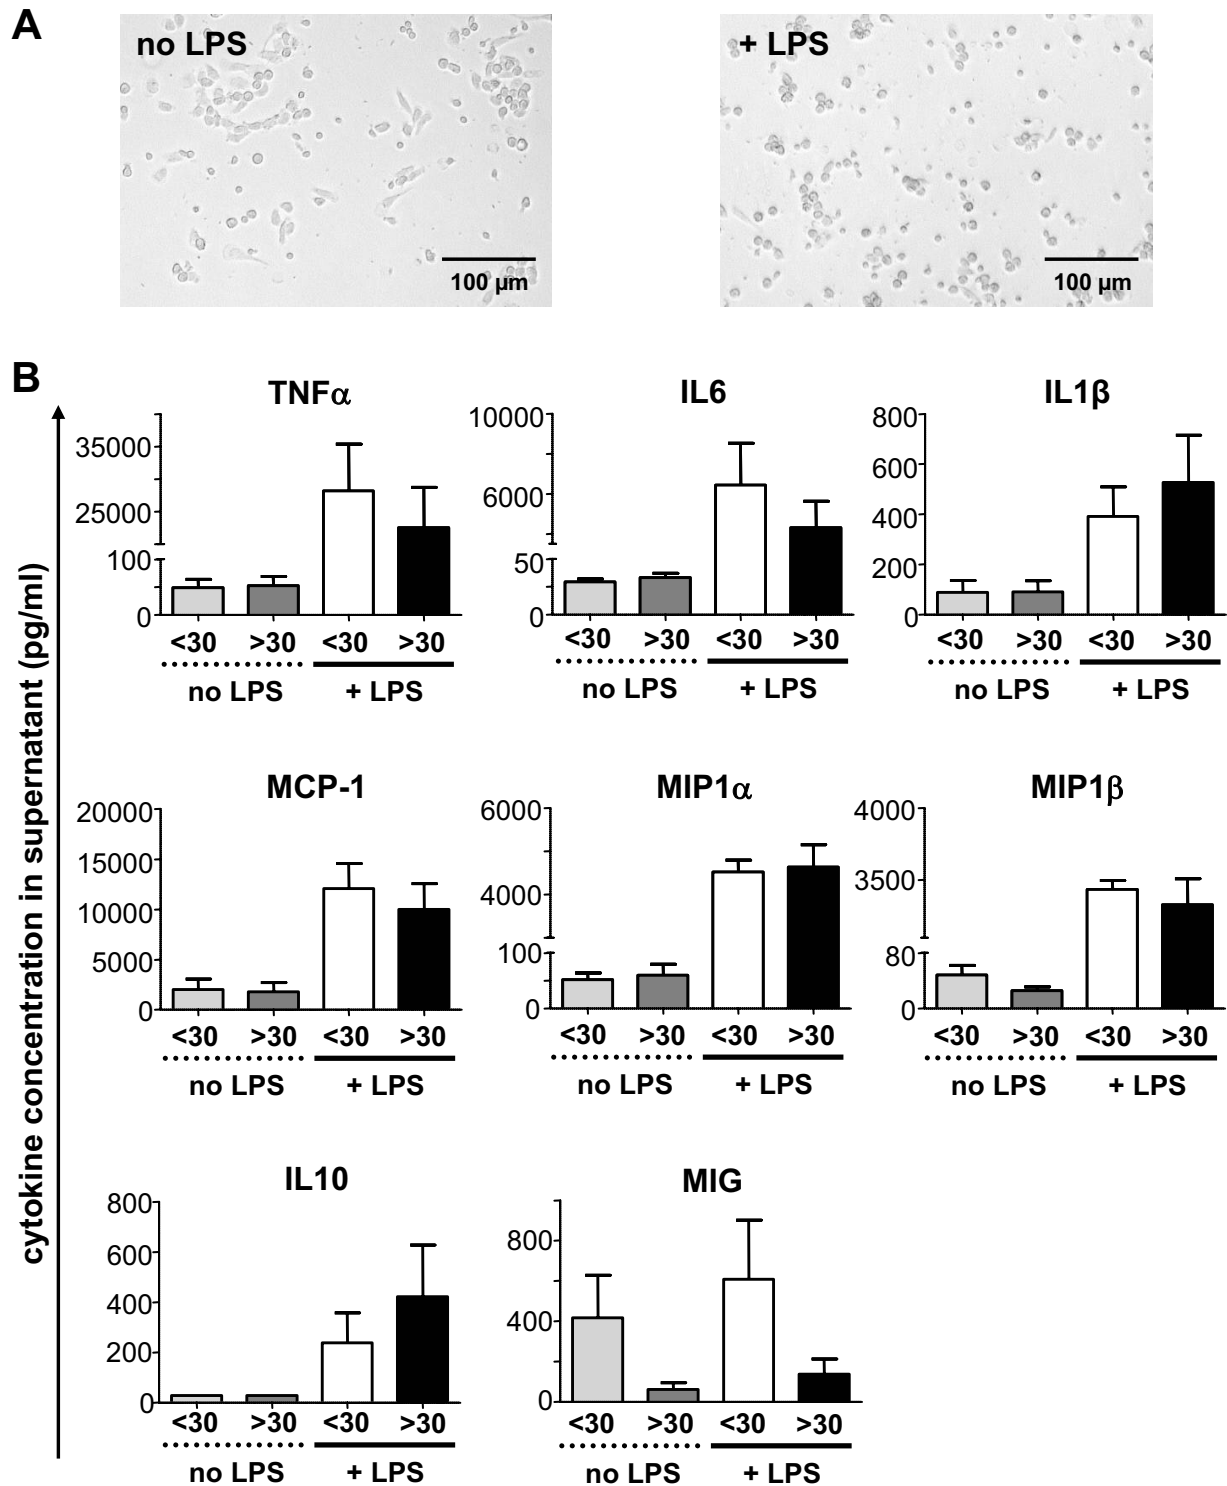 A
no LPS
+ LPS
100 µm
100 µm
B
cytokine concentration in supernatant (pg/ml)
TNFα
35000
25000
100
0
<30 >30 <30 >30
no LPS + LPS
IL6
10000
6000
50
0
<30 >30 <30 >30
no LPS + LPS
IL1β
800
600
400
200
0
<30 >30 <30 >30
no LPS + LPS
MCP-1
20000
15000
10000
5000
0
<30 >30 <30 >30
no LPS + LPS
MIP1α
6000
4000
100
0
<30 >30 <30 >30
no LPS + LPS
MIP1β
4000
3500
80
0
<30 >30 <30 >30
no LPS + LPS
IL10
800
600
400
200
0
<30 >30 <30 >30
no LPS + LPS
MIG
800
400
0
<30 >30 <30 >30
no LPS + LPS